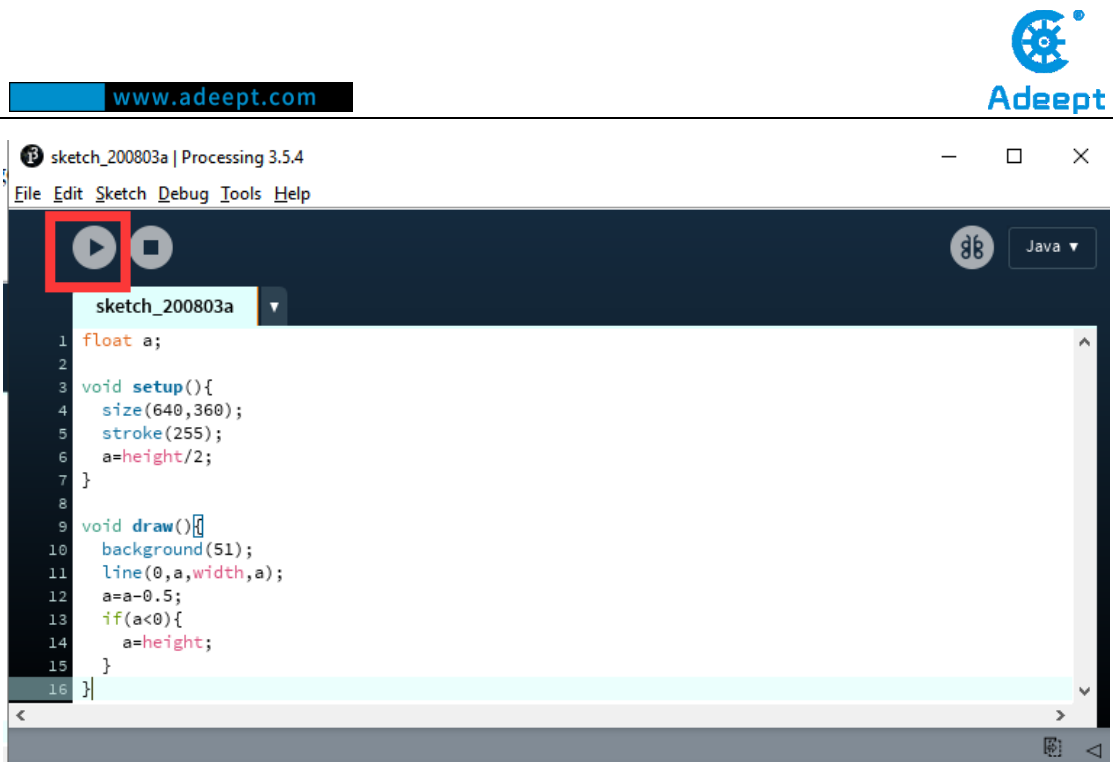 Adeept
www.adeept.com
sketch_200803a | Processing 3.5.4
File Edit Sketch Debug Tools Help
Java ▼
sketch_200803a ▼
1 float a;
2
3 void setup(){
4   size(640,360);
5   stroke(255);
6   a=height/2;
7 }
8
9 void draw(){
10   background(51);
11   line(0,a,width,a);
12   a=a-0.5;
13   if(a<0){
14     a=height;
15   }
16 }